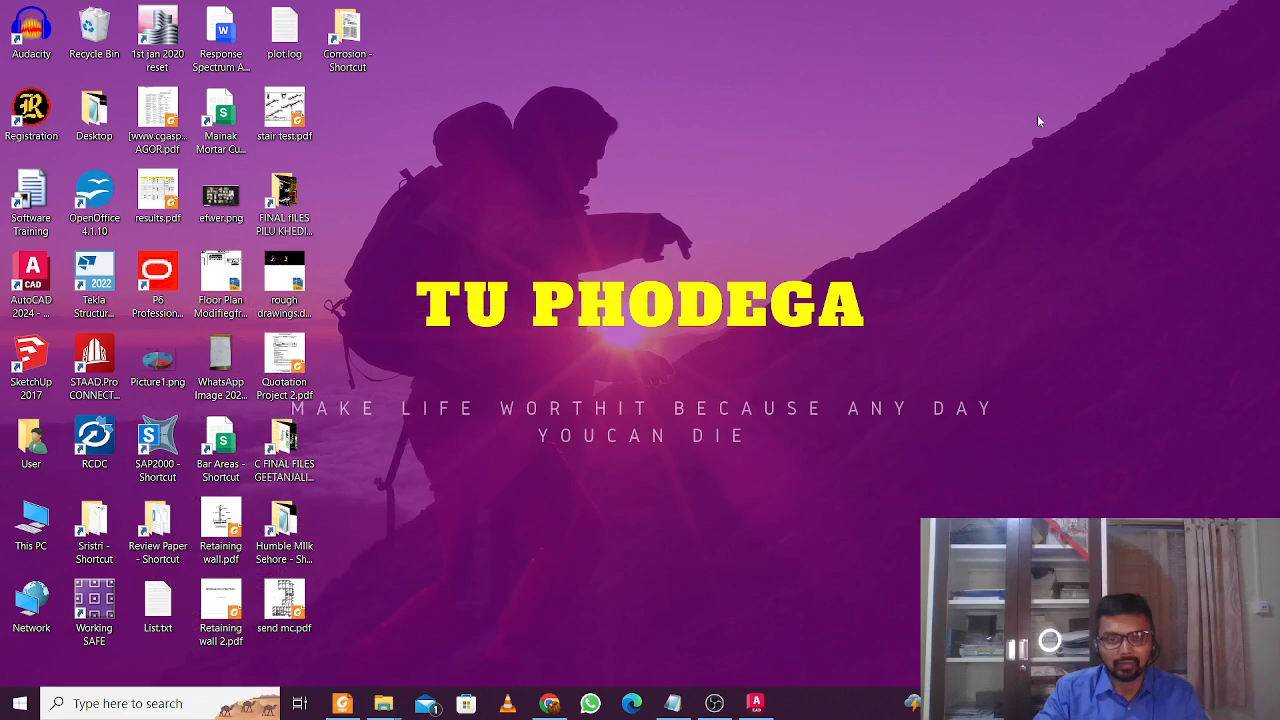 Audacity
Recycle Bin
1st jan 2020
reset
Response
Spectrum A...
plot.log
Corrosion -
Shortcut
Registration
Desktop
[www.cgasp...
AGOR.pdf
Mainak
Mortar Cu...
stair test.pdf
Software
Training
OpenOffice
4.1.10
results.pdf
efwer.png
FINAL fILES
PILU KHEDI...
AutoCAD
2024 - ...
Tekla
Structur...
P6
Profession...
Floor Plan
Modifiegfr...
rough
drawings.d...
SketchUp
2017
STAAD.Pro
CONNECT...
Picture1.png
WhatsApp
Image 202...
Quotation
Project 2.pdf
User
RCDC
SAP2000 -
Shortcut
Bar Areas -
Shortcut
C FINAL FILES
GEETANJALI...
This PC
Sristri -
Shortcut
Review Paper
- Shortcut
Retaining
wall.pdf
Humble MIlk
Sehore - Sh...
Network
Working
SAFE
List.txt
Retaining
wall 2.pdf
send mc.pdf
TU PHODEGA
MAKE LIFE WORTHIT BECAUSE ANY DAY
YOUCAN DIE
Type here to search